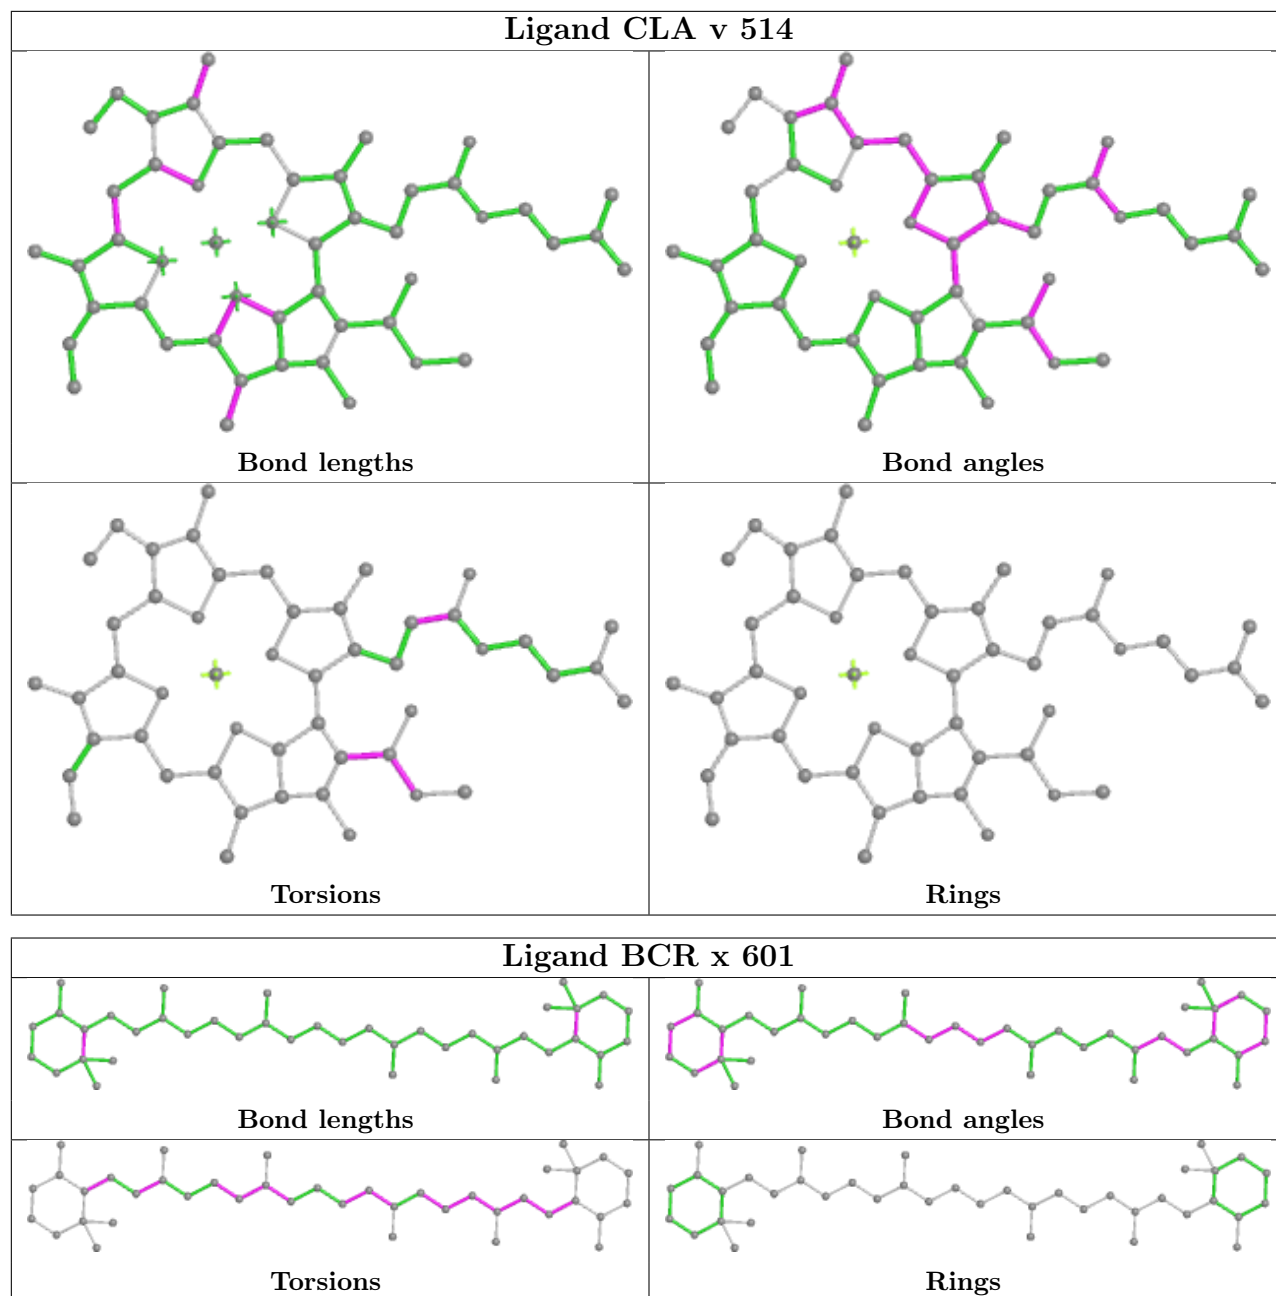 Ligand CLA v 514
Bond lengths
Bond angles
Torsions
Rings
Ligand BCR x 601
Bond lengths
Bond angles
Torsions
Rings